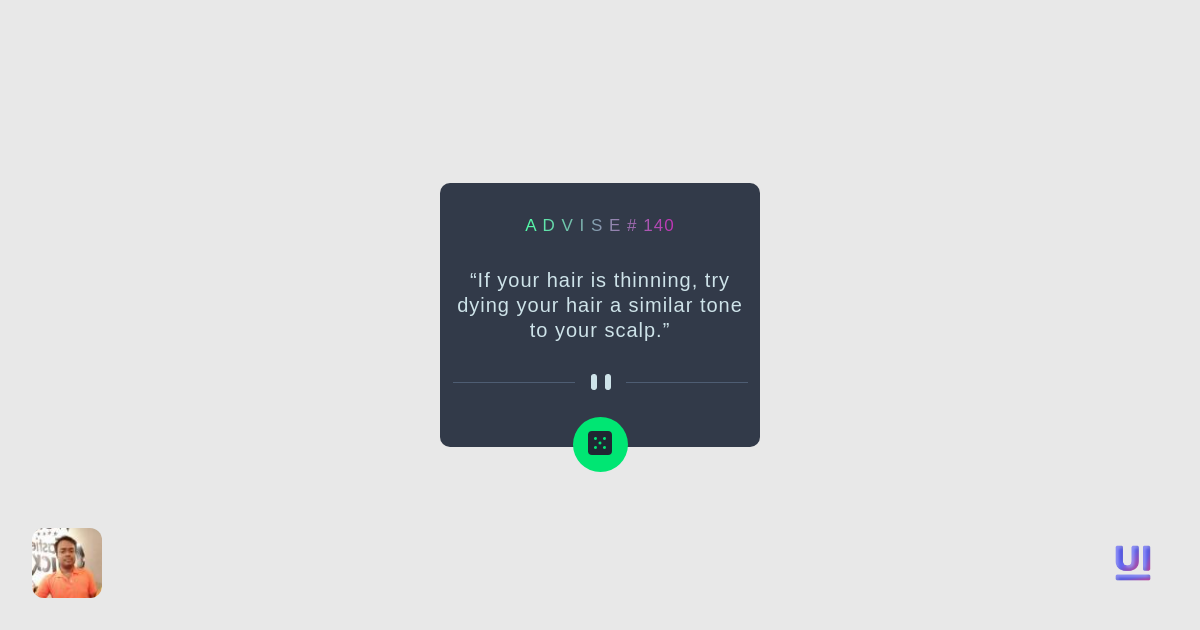 ADVISE# 140
“If your hair is thinning, try
dying your hair a similar tone
to your scalp.”
UI